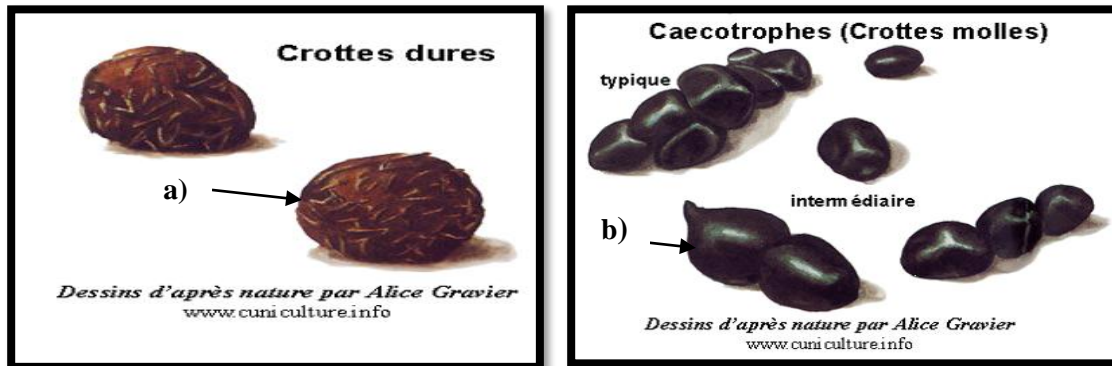 Crottes dures
a)
Dessins d'après nature par Alice Gravier
www.cuniculture.info
Caecotrophes (Crottes molles)
typique
intermédiaire
b)
Dessins d'après nature par Alice Gravier
www.cuniculture.info